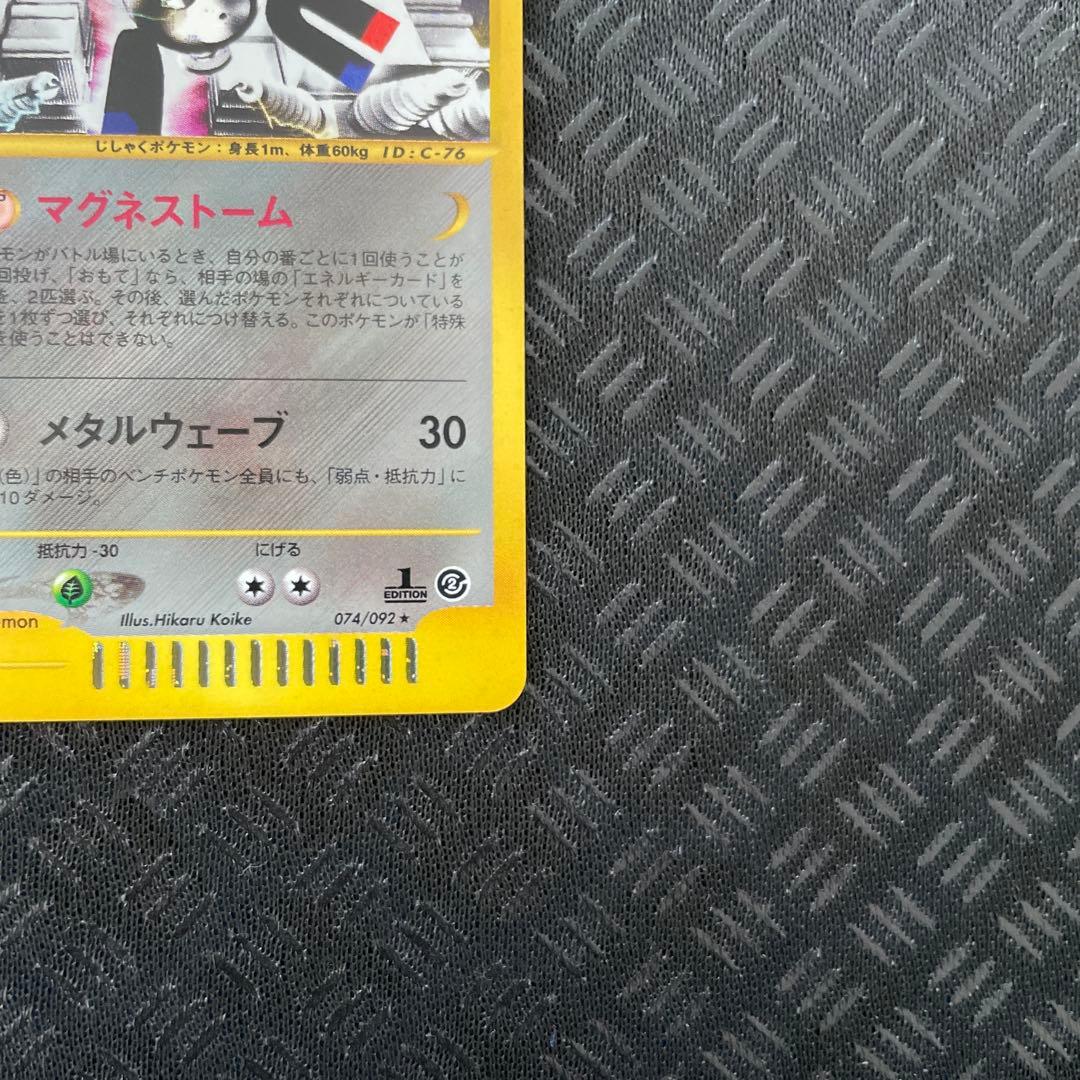 じしゃくポケモン：身長1m、体重60kg ID:C-76
マグネストーム
モンがバトル場にいるとき、自分の番ごとに1回使うことが
回投げ、「おもて」なら、相手の場の「エネルギーカード」を
を、2匹選ぶ。その後、選んだポケモンそれぞれについている
を1枚ずつ選び、それぞれにつけ替える。このポケモンが「特殊
を使うことはできない。
メタルウェーブ 30
(色)」の相手のベンチポケモン全員にも、「弱点・抵抗力」に
10ダメージ。
抵抗力 -30 にげる
1 EDITION 2
mon Illus.Hikaru Koike 074/092 ★